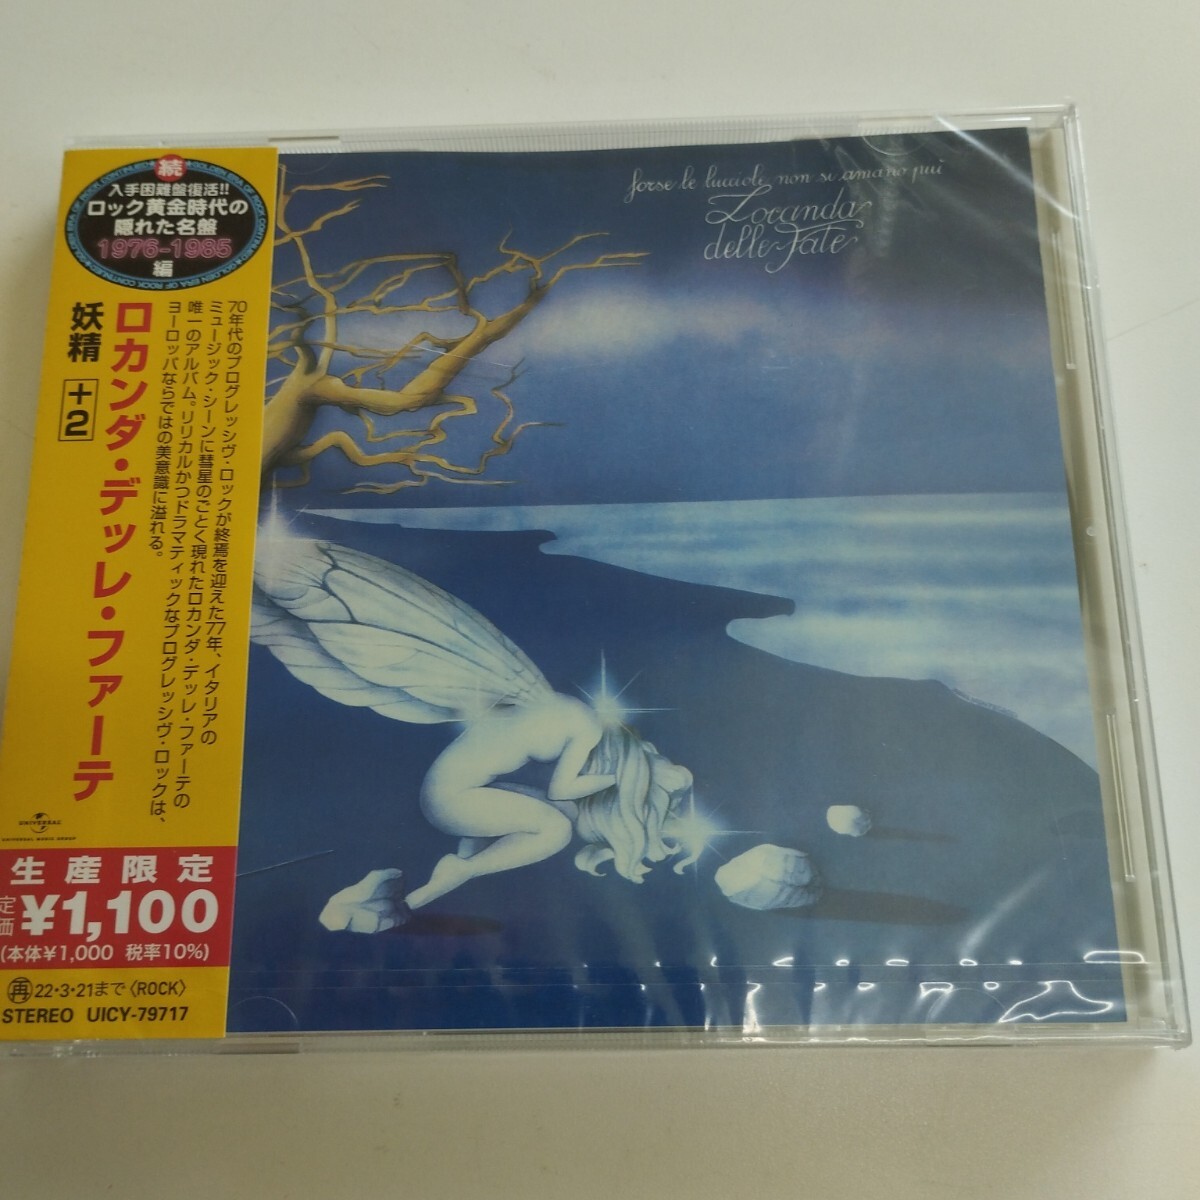 続
GOLDEN ERA OF ROCK CONTINUED
入手困難盤復活!!
ロック黄金時代の
隠れた名盤
1976-1985
編
ロカンダ・デッレ・ファーテ
妖精 +2
70年代のプログレッシヴ・ロックが終焉を迎えた77年、イタリアの
ミュージック・シーンに彗星のごとく現れたロカンダ・デッレ・ファーテの
唯一のアルバム。リリカルかつドラマティックなプログレッシヴ・ロックは、
ヨーロッパならではの美意識に溢れる。
UNIVERSAL
UNIVERSAL MUSIC GROUP
生産限定
定価 ¥1,100
(本体¥1,000 税率10%)
再 22・3・21まで〈ROCK〉
STEREO UICY-79717
forse le lucciole non si amano più
Locanda
delle Fate